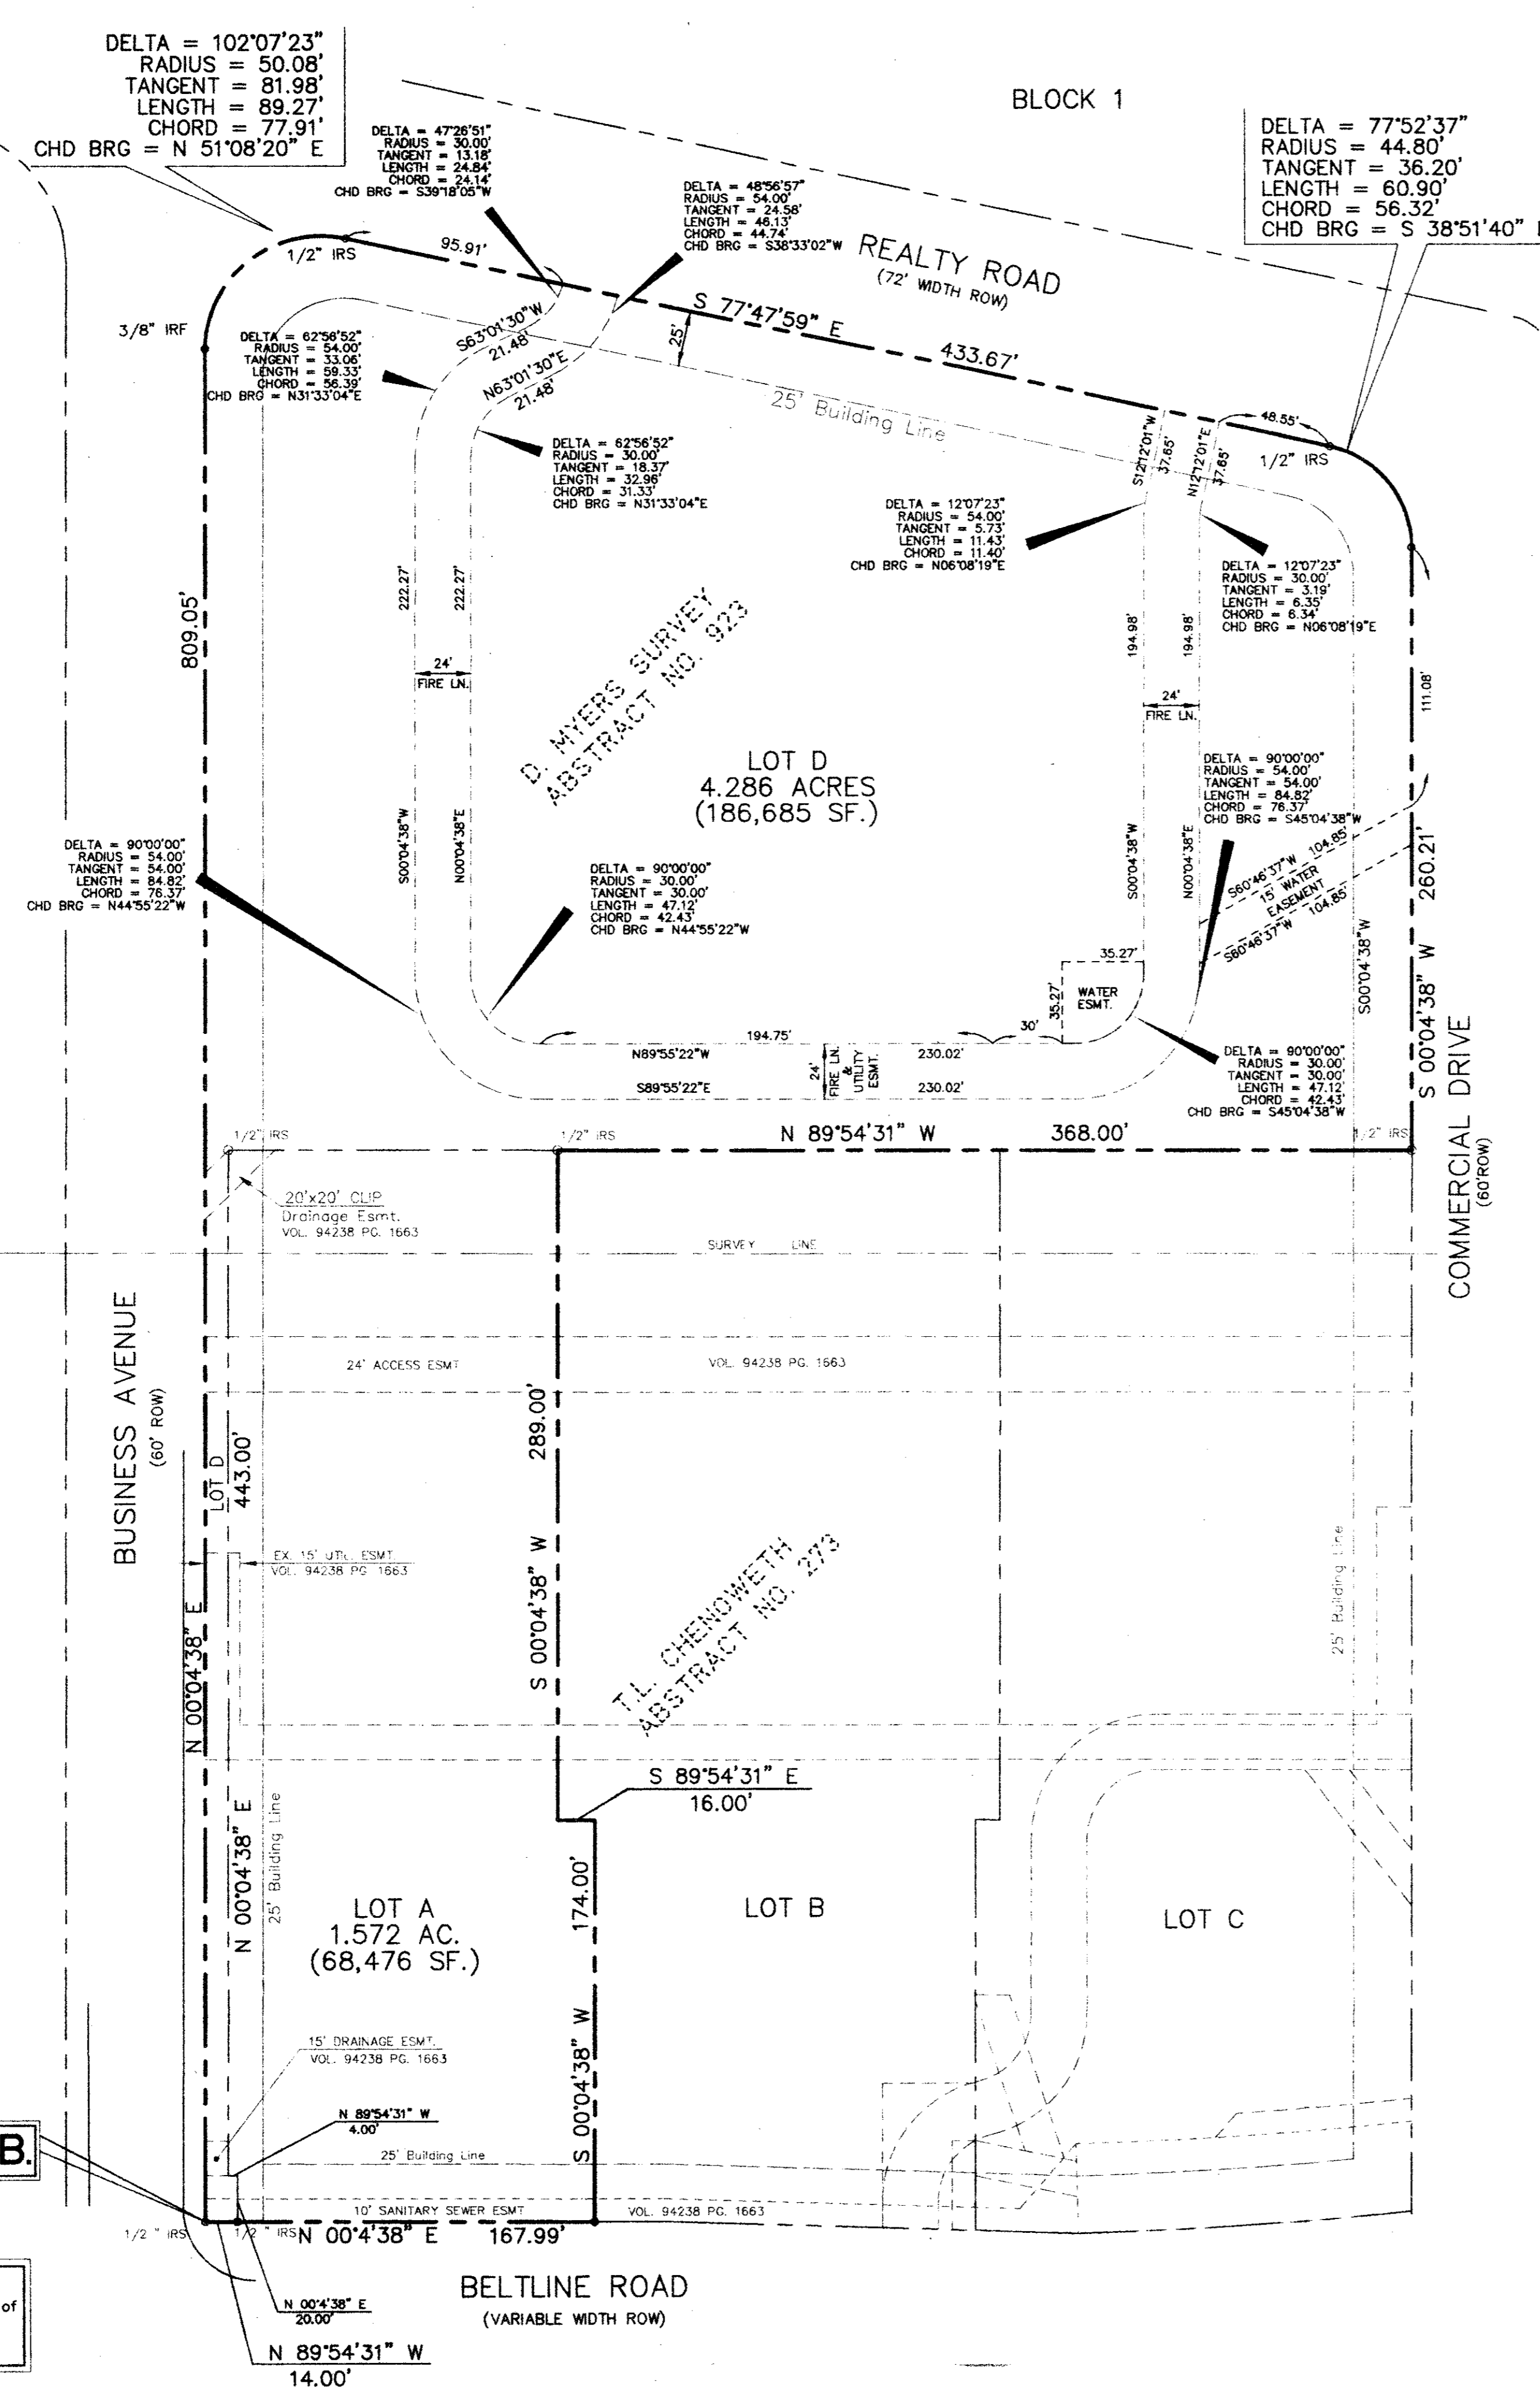 DELTA = 102°07'23"
RADIUS = 50.08'
TANGENT = 81.98'
LENGTH = 89.27'
CHORD = 77.91'
CHD BRG = N 51°08'20" E
BLOCK 1
DELTA = 77°52'37"
RADIUS = 44.80'
TANGENT = 36.20'
LENGTH = 60.90'
CHORD = 56.32'
CHD BRG = S 38°51'40"
DELTA = 47°26'51"
RADIUS = 30.00'
TANGENT = 13.18'
LENGTH = 24.84'
CHORD = 24.14'
CHD BRG = S39°18'05"W
DELTA = 48°56'57"
RADIUS = 54.00'
TANGENT = 24.58'
LENGTH = 46.13'
CHORD = 44.74'
CHD BRG = S38°33'02"W
REALTY ROAD
(72' WIDTH ROW)
1/2" IRS
95.91'
S 77°47'59" E
433.67'
25'
25' Building Line
48.55'
1/2" IRS
3/8" IRF
DELTA = 62°56'52"
RADIUS = 54.00'
TANGENT = 33.06'
LENGTH = 59.33'
CHORD = 56.39'
CHD BRG = N31°33'04"E
S63°01'30"W
21.48'
N63°01'30"E
21.48'
DELTA = 62°56'52"
RADIUS = 30.00'
TANGENT = 18.37'
LENGTH = 32.96'
CHORD = 31.33'
CHD BRG = N31°33'04"E
S12°12'01"W
37.65'
N12°12'01"E
37.65'
DELTA = 12°07'23"
RADIUS = 54.00'
TANGENT = 5.73'
LENGTH = 11.43'
CHORD = 11.40'
CHD BRG = N06°08'19"E
DELTA = 12°07'23"
RADIUS = 30.00'
TANGENT = 3.19'
LENGTH = 6.35'
CHORD = 6.34'
CHD BRG = N06°08'19"E
809.05'
222.27'
222.27'
24'
FIRE LN.
D. MYERS SURVEY
ABSTRACT NO. 923
194.98'
194.98'
24'
FIRE LN.
111.08'
LOT D
4.286 ACRES
(186,685 SF.)
DELTA = 90°00'00"
RADIUS = 54.00'
TANGENT = 54.00'
LENGTH = 84.82'
CHORD = 76.37'
CHD BRG = S45°04'38"W
DELTA = 90°00'00"
RADIUS = 54.00'
TANGENT = 54.00'
LENGTH = 84.82'
CHORD = 76.37'
CHD BRG = N44°55'22"W
S00°04'38"W
N00°04'38"E
DELTA = 90°00'00"
RADIUS = 30.00'
TANGENT = 30.00'
LENGTH = 47.12'
CHORD = 42.43'
CHD BRG = N44°55'22"W
S00°04'38"W
N00°04'38"E
S60°46'37"W 104.85'
15' WATER
EASEMENT
S60°46'37"W 104.85'
S00°04'38"W
S 00°04'38" W 260.21'
35.27'
35.27'
WATER
ESMT.
30'
194.75'
N89°55'22"W
230.02'
24'
FIRE LN.
&
UTILITY
ESMT.
S89°55'22"E
230.02'
DELTA = 90°00'00"
RADIUS = 30.00'
TANGENT = 30.00'
LENGTH = 47.12'
CHORD = 42.43'
CHD BRG = S45°04'38"W
1/2" IRS
1/2" IRS
N 89°54'31" W 368.00'
1/2" IRS
COMMERCIAL DRIVE
(60'ROW)
20'x20' CLIP
Drainage Esmt.
VOL. 94238 PG. 1663
SURVEY LINE
BUSINESS AVENUE
(60' ROW)
24' ACCESS ESMT
VOL. 94238 PG. 1663
289.00'
S 00°04'38" W
LOT D
443.00'
EX. 15' UTIL. ESMT.
VOL. 94238 PG 1663
N 00°04'38" E
T.L. CHENOWETH
ABSTRACT NO. 273
25' Building Line
S 89°54'31" E
16.00'
N 00°04'38" E
25' Building Line
LOT A
1.572 AC.
(68,476 SF.)
174.00'
S 00°04'38" W
LOT B
LOT C
15' DRAINAGE ESMT.
VOL. 94238 PG. 1663
N 89°54'31" W
4.00'
B.
25' Building Line
10' SANITARY SEWER ESMT
VOL. 94238 PG. 1663
1/2 " IRS
1/2 " IRS
N 00°4'38" E 167.99'
BELTLINE ROAD
(VARIABLE WIDTH ROW)
of
N 00°4'38" E
20.00'
N 89°54'31" W
14.00'